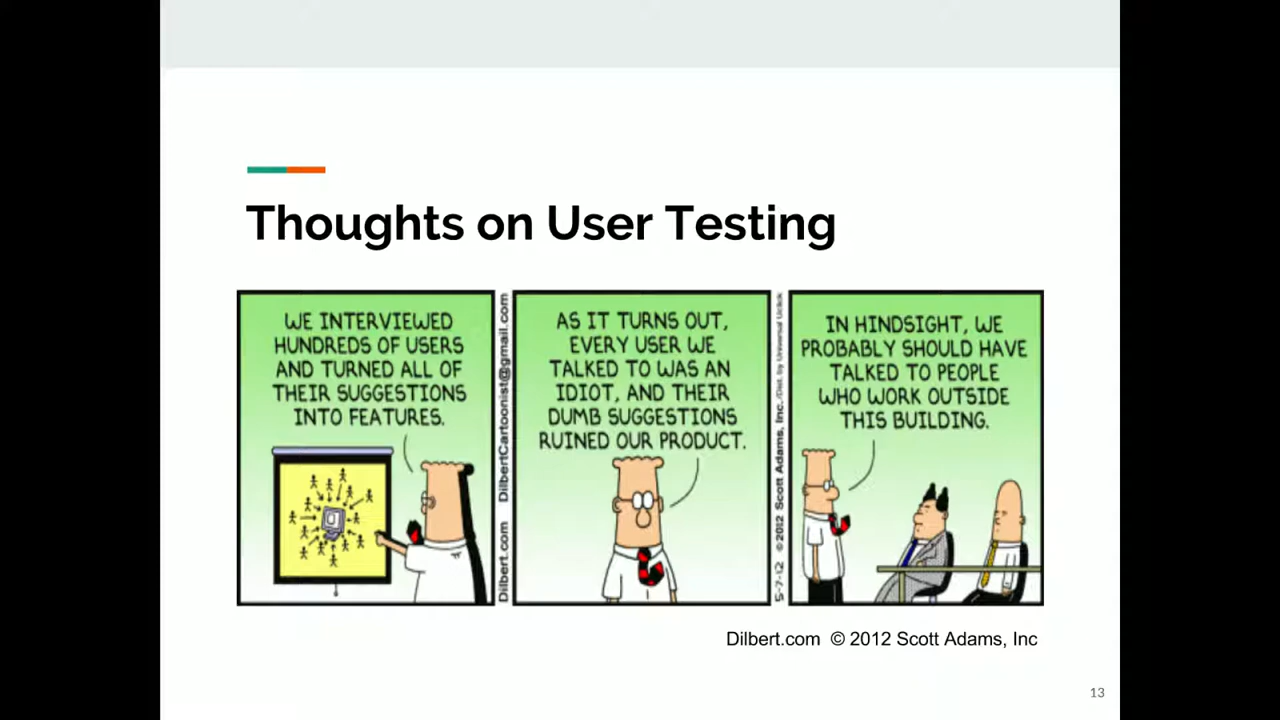 Thoughts on User Testing
WE INTERVIEWED
HUNDREDS OF USERS
AND TURNED ALL OF
THEIR SUGGESTIONS
INTO FEATURES.
Dilbert.com DilbertCartoonist@gmail.com
AS IT TURNS OUT,
EVERY USER WE
TALKED TO WAS AN
IDIOT, AND THEIR
DUMB SUGGESTIONS
RUINED OUR PRODUCT.
5-7-12 ©2012 Scott Adams, Inc./Dist. by Universal Uclick
IN HINDSIGHT, WE
PROBABLY SHOULD HAVE
TALKED TO PEOPLE
WHO WORK OUTSIDE
THIS BUILDING.
Dilbert.com © 2012 Scott Adams, Inc
13